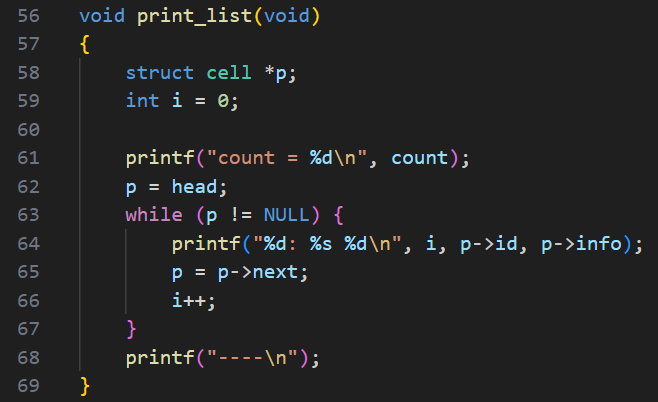 56 void print_list(void)
57 {
58     struct cell *p;
59     int i = 0;
60
61     printf("count = %d\n", count);
62     p = head;
63     while (p != NULL) {
64         printf("%d: %s %d\n", i, p->id, p->info);
65         p = p->next;
66         i++;
67     }
68     printf("----\n");
69 }